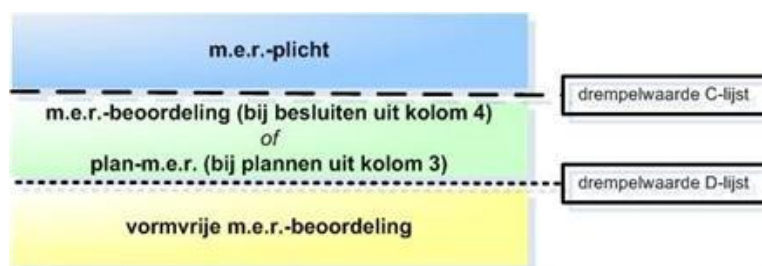 m.e.r.-plicht
drempelwaarde C-lijst
m.e.r.-beoordeling (bij besluiten uit kolom 4)
of
plan-m.e.r. (bij plannen uit kolom 3)
drempelwaarde D-lijst
vormvrije m.e.r.-beoordeling